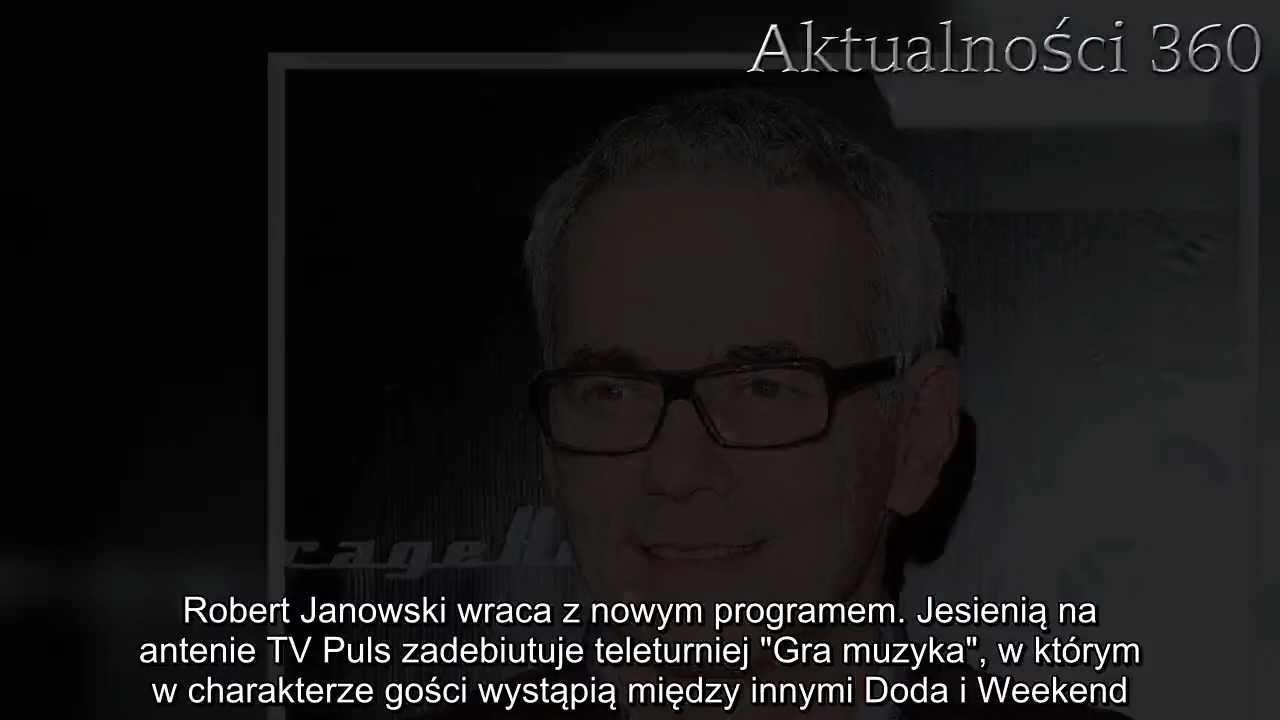 Aktualności 360
Robert Janowski wraca z nowym programem. Jesienią na
antenie TV Puls zadebiutuje teleturniej "Gra muzyka", w którym
w charakterze gości wystąpią między innymi Doda i Weekend